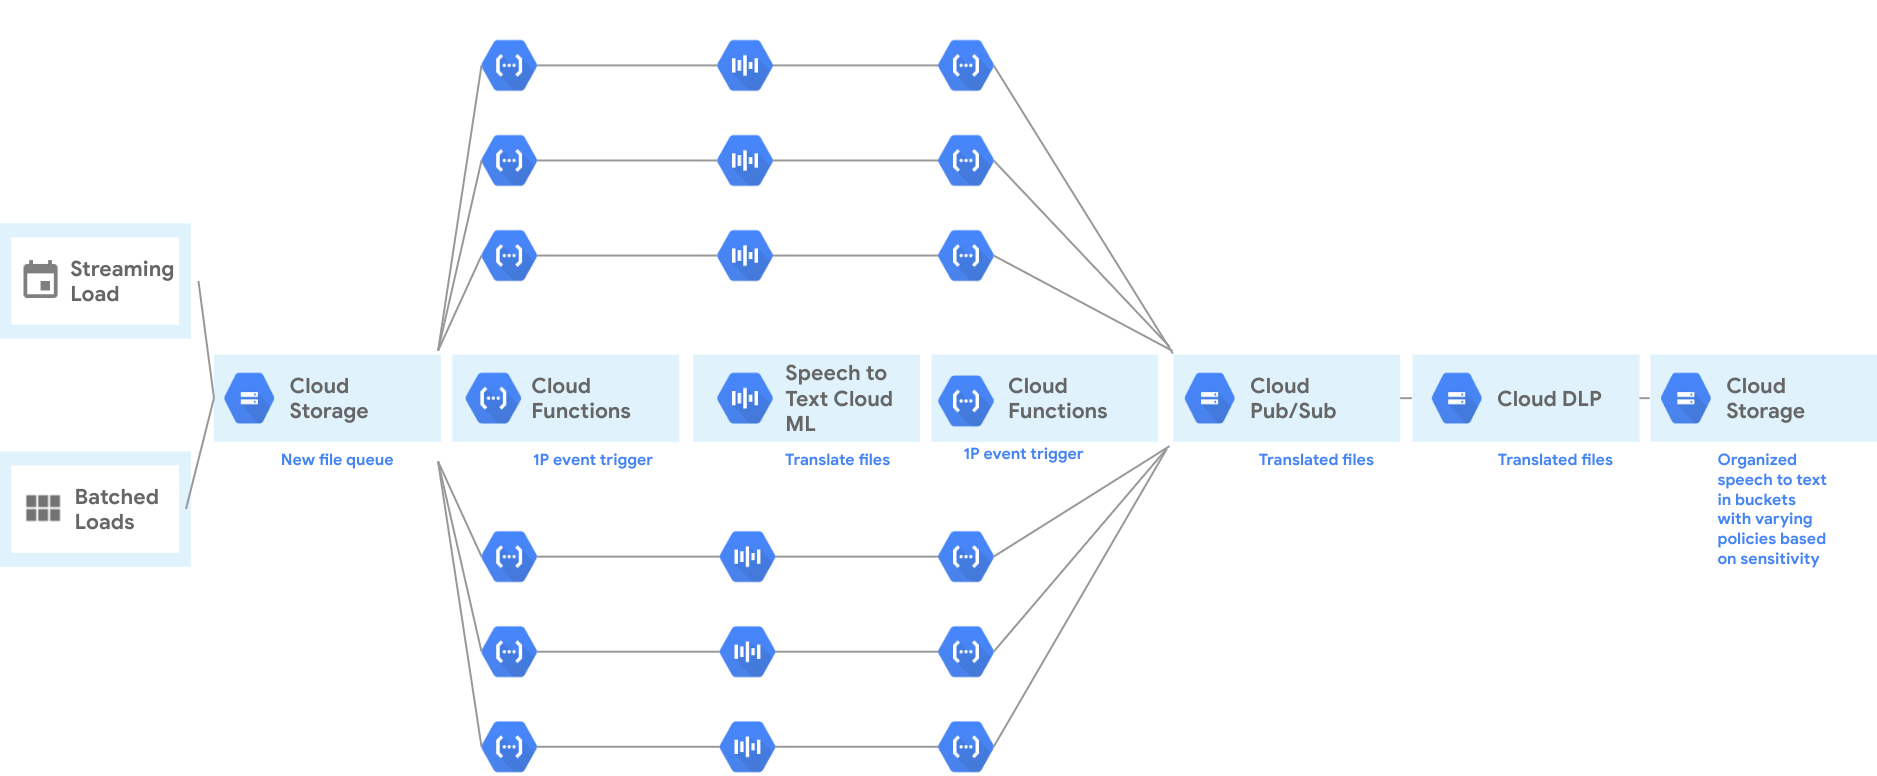 Streaming
Load
Batched
Loads
Cloud
Storage
New file queue
Cloud
Functions
1P event trigger
Speech to
Text Cloud
ML
Translate files
Cloud
Functions
1P event trigger
Cloud
Pub/Sub
Translated files
Cloud DLP
Translated files
Cloud
Storage
Organized
speech to text
in buckets
with varying
policies based
on sensitivity